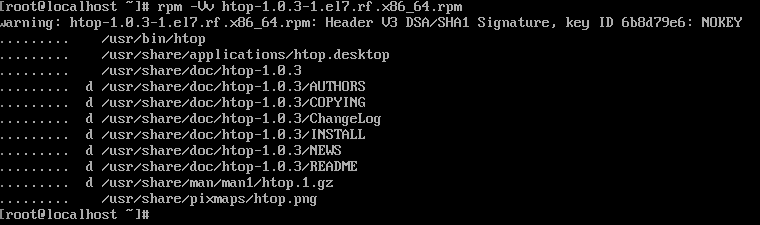 [root@localhost ~]# rpm -Vv htop-1.0.3-1.el7.rf.x86_64.rpm
warning: htop-1.0.3-1.el7.rf.x86_64.rpm: Header V3 DSA/SHA1 Signature, key ID 6b8d79e6: NOKEY
.........    /usr/bin/htop
.........    /usr/share/applications/htop.desktop
.........    /usr/share/doc/htop-1.0.3
.........  d /usr/share/doc/htop-1.0.3/AUTHORS
.........  d /usr/share/doc/htop-1.0.3/COPYING
.........  d /usr/share/doc/htop-1.0.3/ChangeLog
.........  d /usr/share/doc/htop-1.0.3/INSTALL
.........  d /usr/share/doc/htop-1.0.3/NEWS
.........  d /usr/share/doc/htop-1.0.3/README
.........  d /usr/share/man/man1/htop.1.gz
.........    /usr/share/pixmaps/htop.png
[root@localhost ~]#